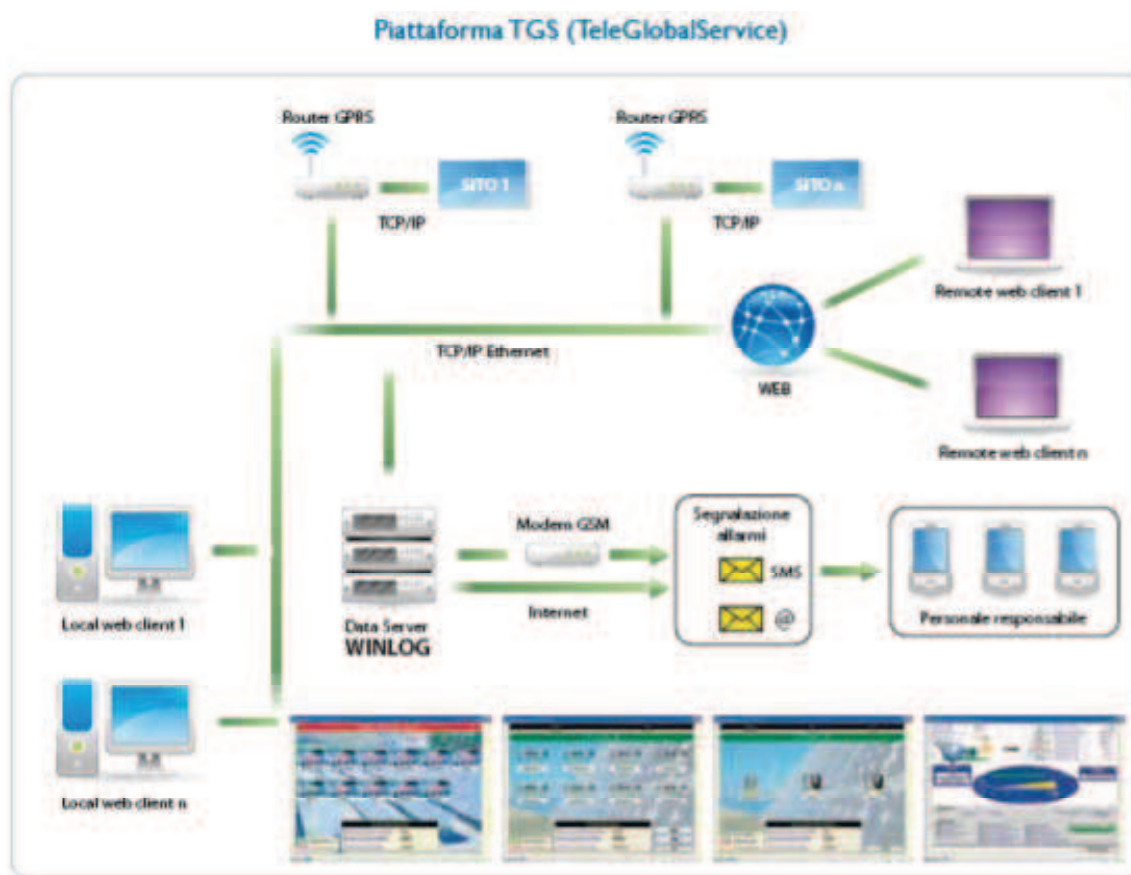 Piattaforma TGS (TeleGlobalService)
Router GPRS
Router GPRS
SITO 1
SITO n
TCP/IP
TCP/IP
Remote web client 1
TCP/IP Ethernet
WEB
Remote web client n
Modem GSM
Segnalazione
allarmi
SMS
@
Internet
Personale responsabile
Local web client 1
Data Server
WINLOG
Local web client n